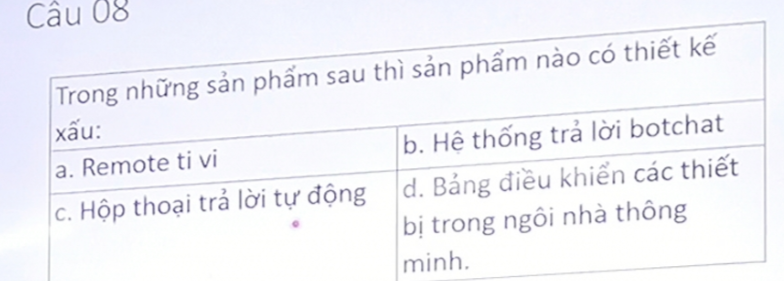 Câu 08
Trong những sản phẩm sau thì sản phẩm nào có thiết kế
xấu:
a. Remote ti vi
b. Hệ thống trả lời botchat
c. Hộp thoại trả lời tự động
d. Bảng điều khiển các thiết
bị trong ngôi nhà thông
minh.